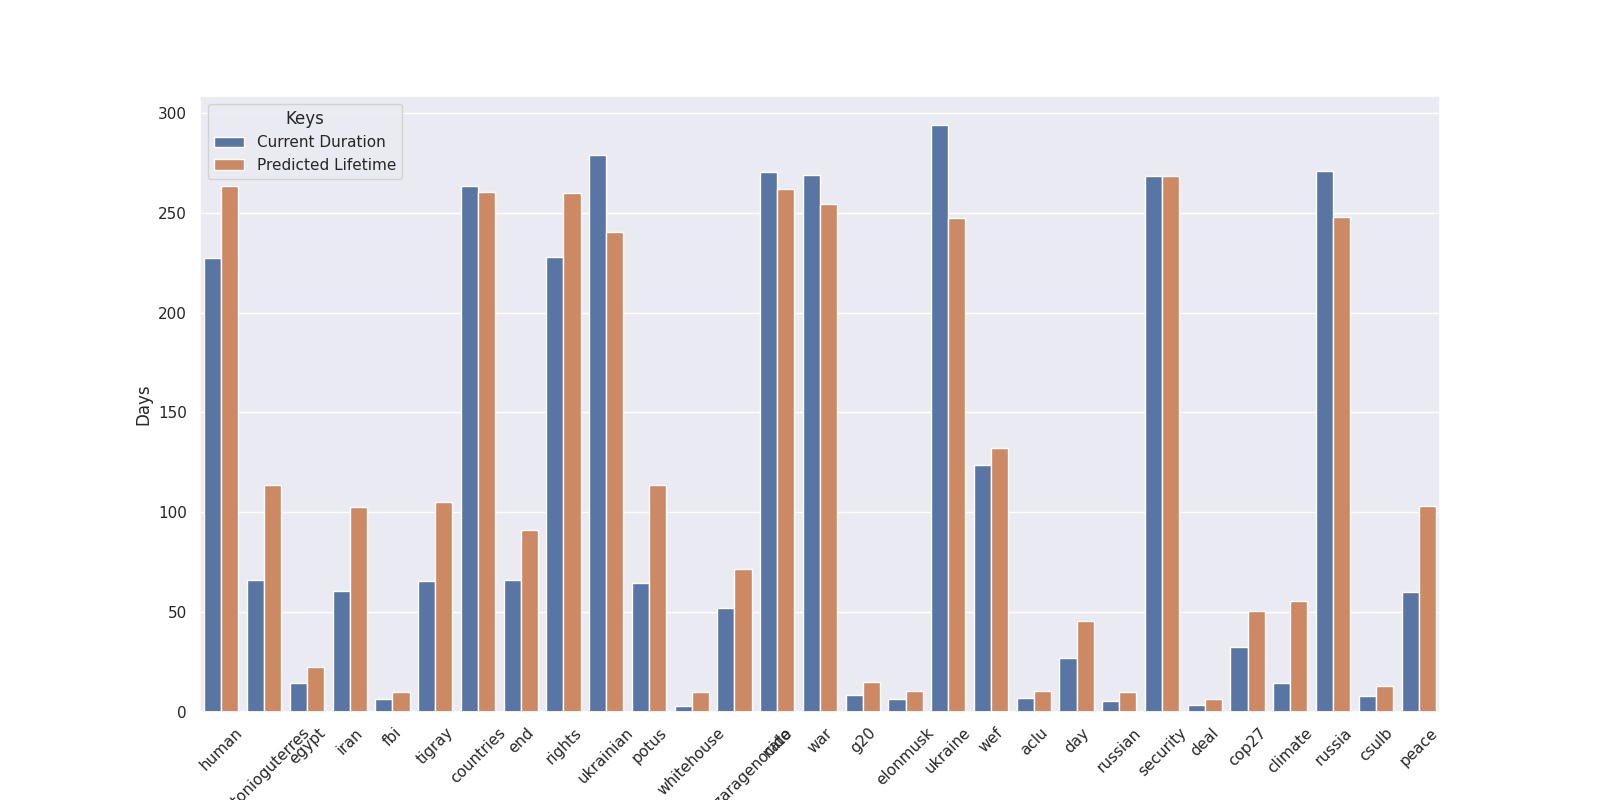 Keys
Current Duration
Predicted Lifetime
Days
300
250
200
150
100
50
0
human
egypt
iran
fbi
tigray
countries
end
rights
ukrainian
potus
whitehouse
war
g20
elonmusk
ukraine
wef
aclu
day
russian
security
deal
cop27
climate
russia
csulb
peace